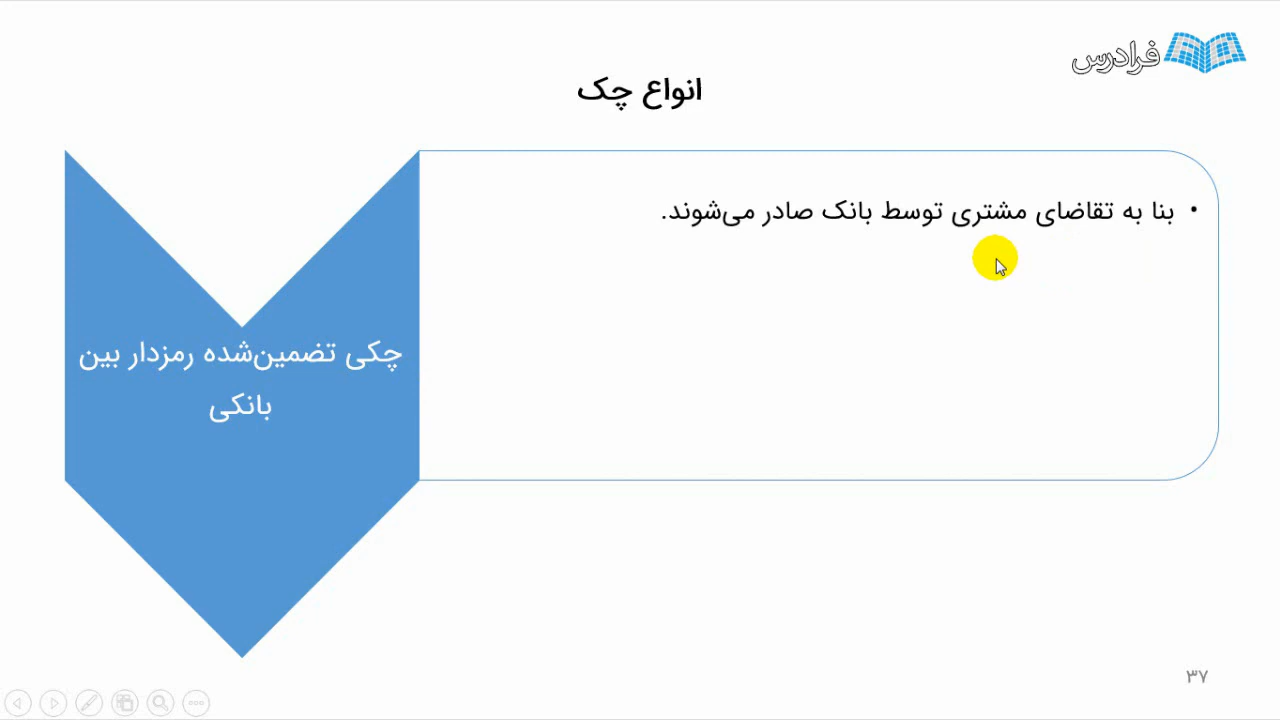 فرادرس
انواع چک
• بنا به تقاضای مشتری توسط بانک صادر می‌شوند.
چکی تضمین‌شده رمزدار بین
بانکی
۳۷